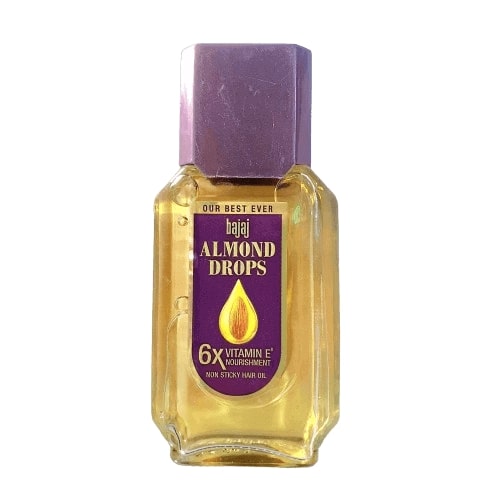 OUR BEST EVER
bajaj
ALMOND
DROPS
6X VITAMIN E*
NOURISHMENT
NON STICKY HAIR OIL